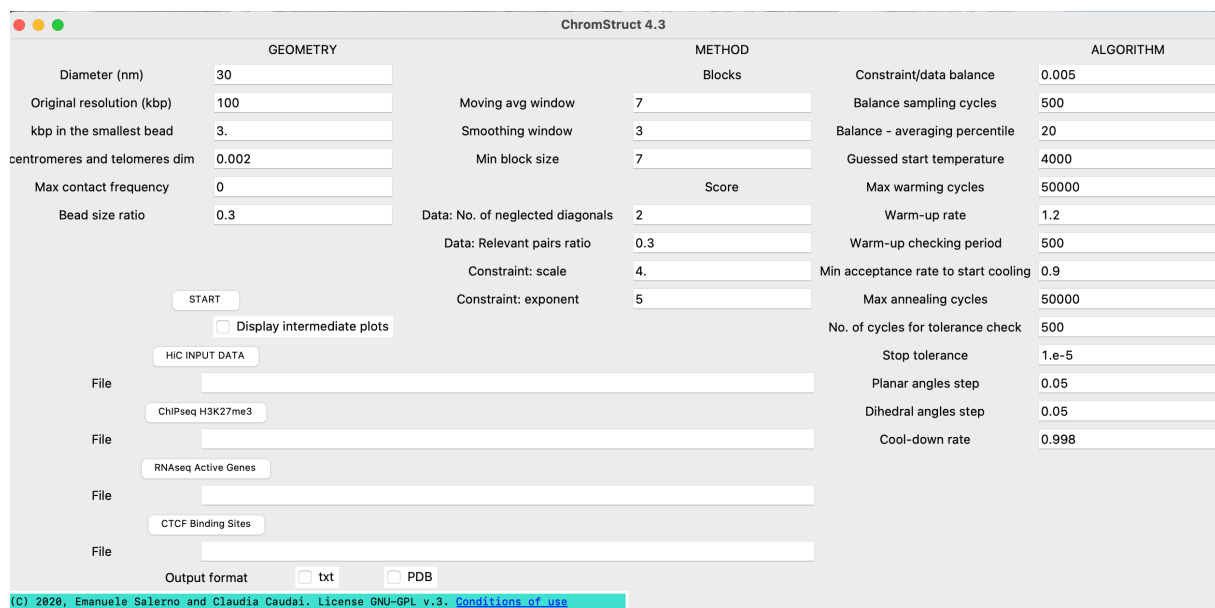 ChromStruct 4.3
GEOMETRY METHOD ALGORITHM
Diameter (nm) 30 Blocks Constraint/data balance 0.005
Original resolution (kbp) 100 Moving avg window 7 Balance sampling cycles 500
kbp in the smallest bead 3. Smoothing window 3 Balance - averaging percentile 20
centromeres and telomeres dim 0.002 Min block size 7 Guessed start temperature 4000
Max contact frequency 0 Score Max warming cycles 50000
Bead size ratio 0.3 Data: No. of neglected diagonals 2 Warm-up rate 1.2
Data: Relevant pairs ratio 0.3 Warm-up checking period 500
Constraint: scale 4. Min acceptance rate to start cooling 0.9
START Constraint: exponent 5 Max annealing cycles 50000
Display intermediate plots No. of cycles for tolerance check 500
HiC INPUT DATA Stop tolerance 1.e-5
File Planar angles step 0.05
ChIPseq H3K27me3 Dihedral angles step 0.05
File Cool-down rate 0.998
RNAseq Active Genes
File
CTCF Binding Sites
File
Output format txt PDB
(C) 2020, Emanuele Salerno and Claudia Caudai. License GNU-GPL v.3. Conditions of use